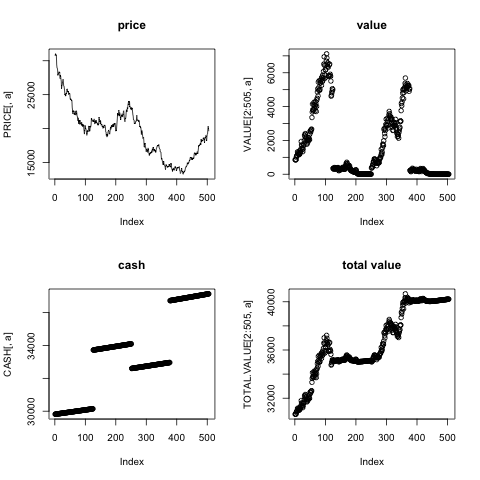 price
PRICE[, a]
15000
25000
0 100 200 300 400 500
Index
value
VALUE[2:505, a]
0 2000 4000 6000
0 100 200 300 400 500
Index
cash
CASH[, a]
30000 34000
0 100 200 300 400 500
Index
total value
TOTAL.VALUE[2:505, a]
32000 36000 40000
0 100 200 300 400 500
Index